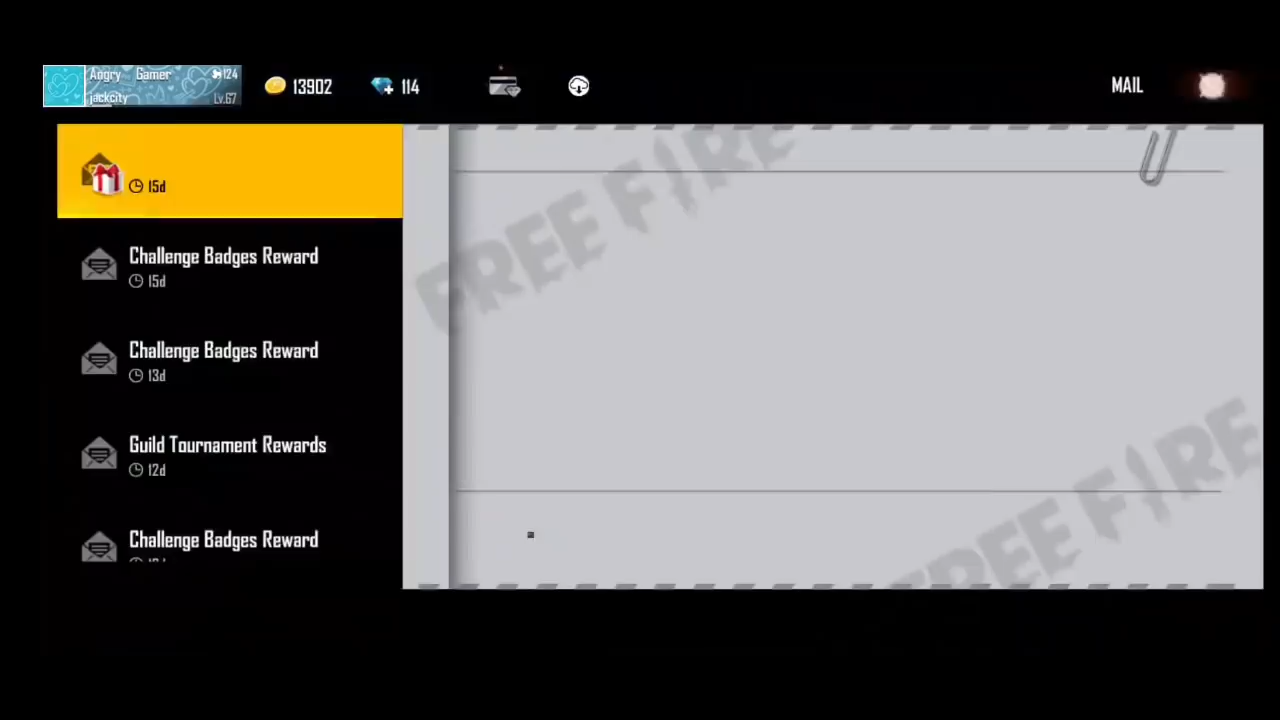 Angry Gamer 124
jackcity Lv.67
13902
114
MAIL
15d
Challenge Badges Reward
15d
Challenge Badges Reward
13d
Guild Tournament Rewards
12d
Challenge Badges Reward
FREE FIRE
FREE FIRE